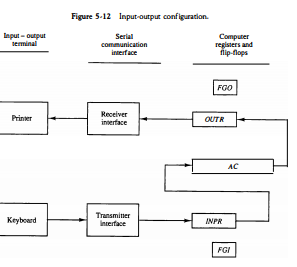 Figure 5-12 Input-output configuration.
Input – output
terminal
Serial
communication
interface
Computer
registers and
flip-flops
FGO
Printer
Receiver
interface
OUTR
AC
Keyboard
Transmitter
interface
INPR
FGI